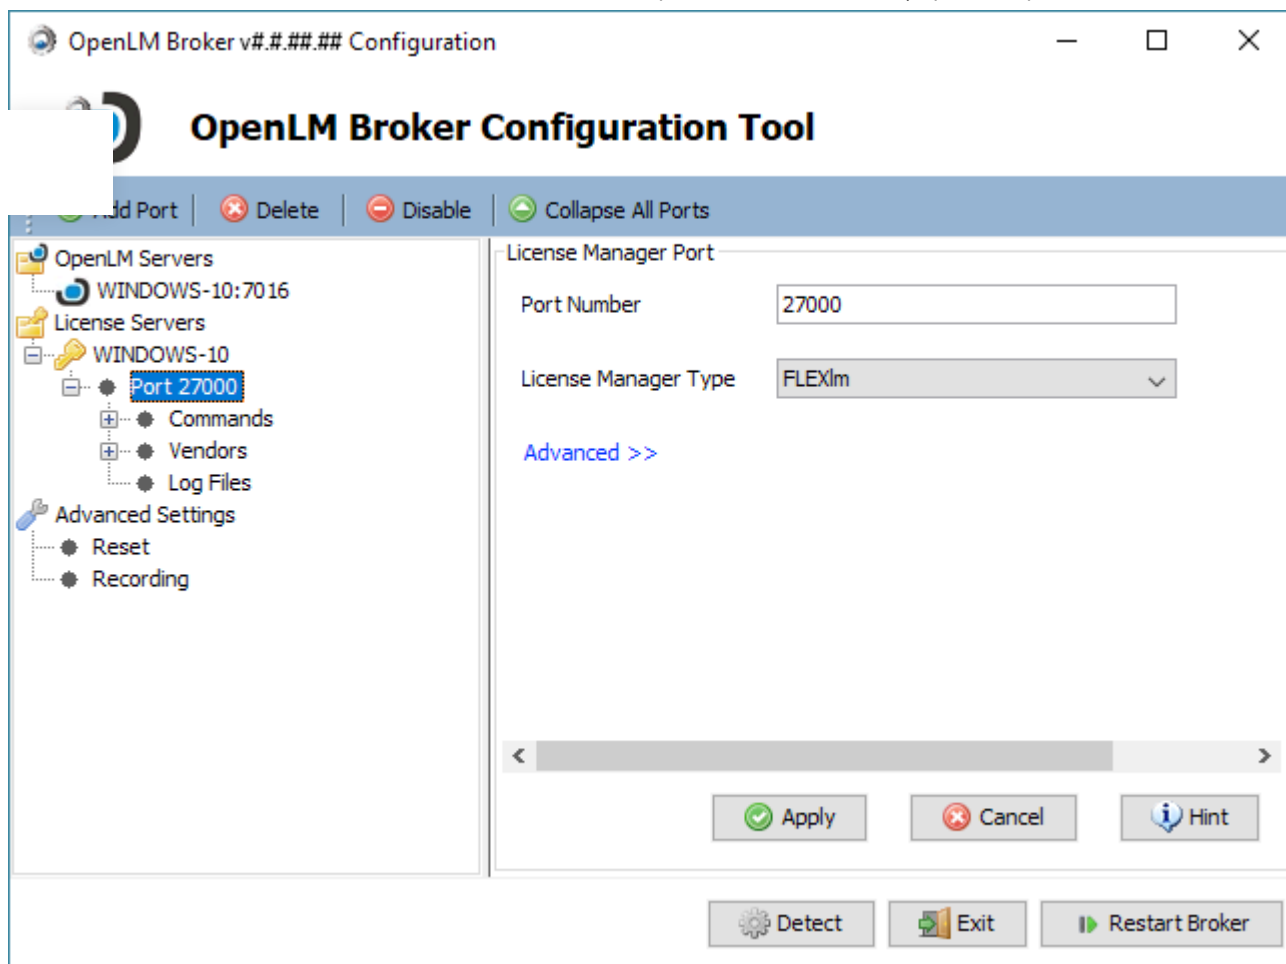 OpenLM Broker v#.#.##.## Configuration
OpenLM Broker Configuration Tool
Port Delete Disable Collapse All Ports
OpenLM Servers
WINDOWS-10:7016
License Servers
WINDOWS-10
Port 27000
Commands
Vendors
Log Files
Advanced Settings
Reset
Recording
License Manager Port
Port Number 27000
License Manager Type FLEXlm
Advanced >>
Apply Cancel Hint
Detect Exit Restart Broker